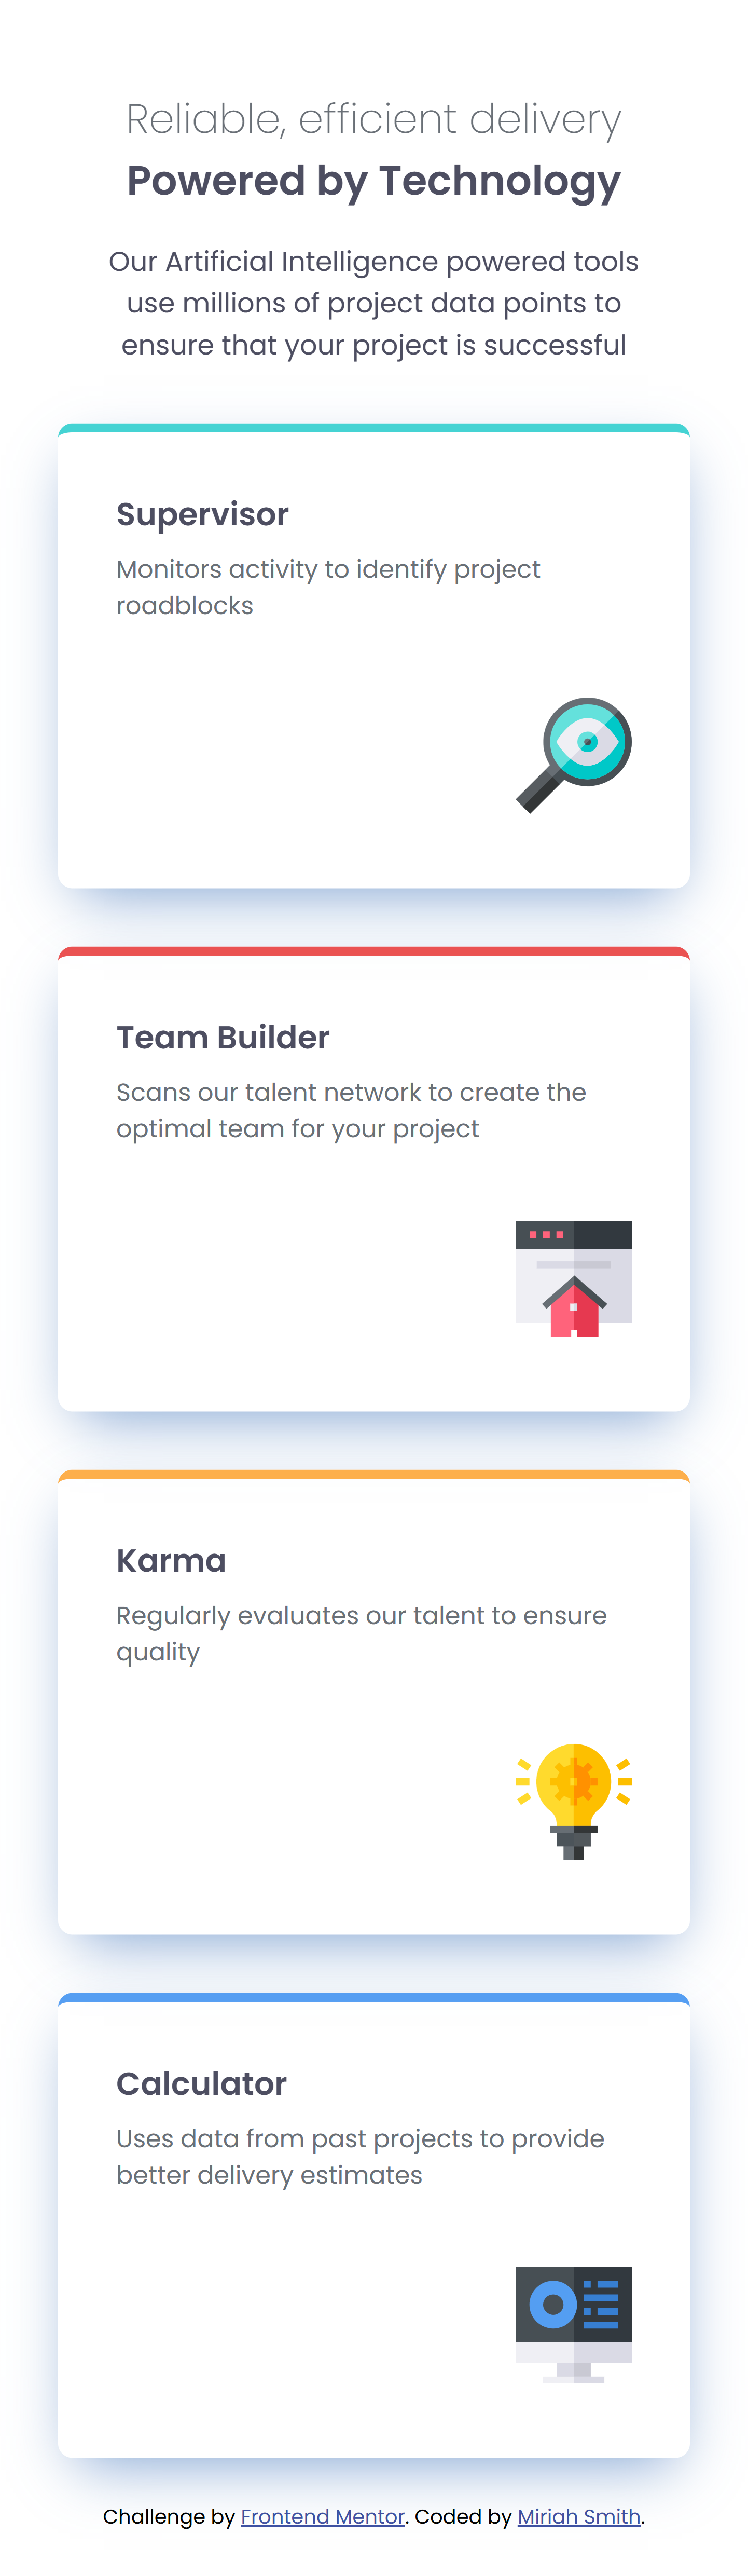 Reliable, efficient delivery
Powered by Technology
Our Artificial Intelligence powered tools
use millions of project data points to
ensure that your project is successful
Supervisor
Monitors activity to identify project
roadblocks
Team Builder
Scans our talent network to create the
optimal team for your project
Karma
Regularly evaluates our talent to ensure
quality
Calculator
Uses data from past projects to provide
better delivery estimates
Challenge by Frontend Mentor. Coded by Miriah Smith.